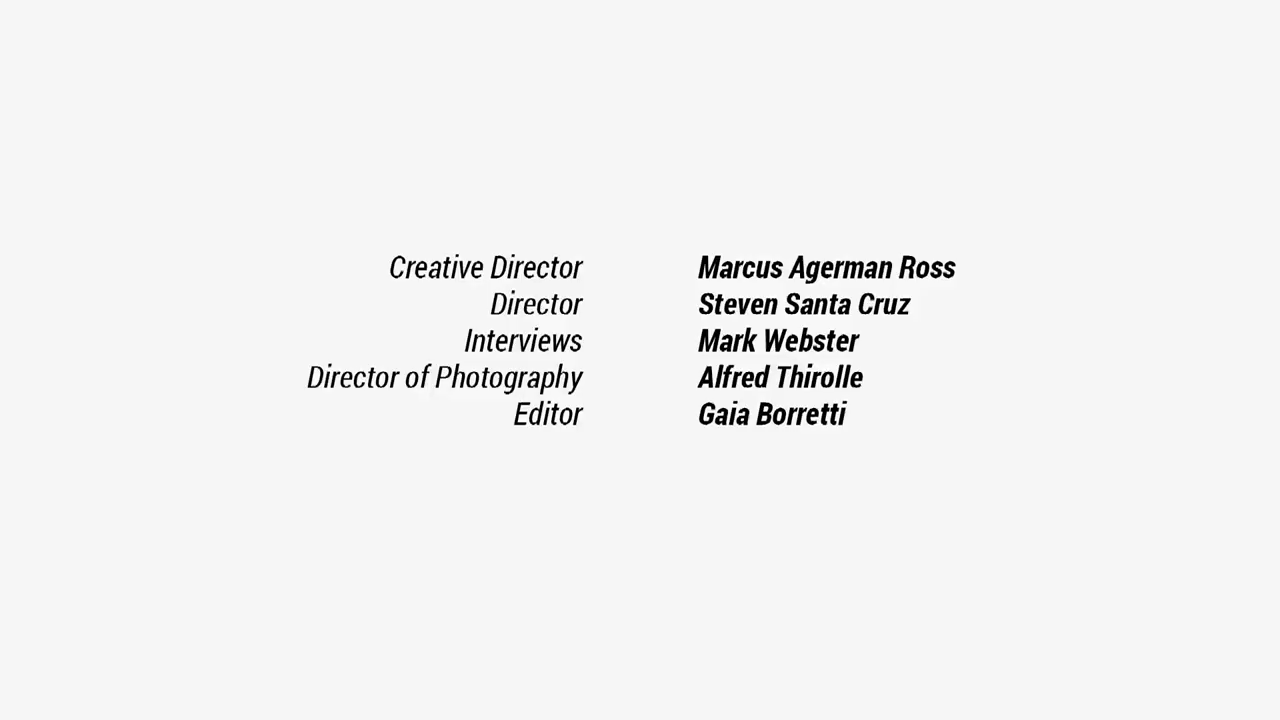 Creative Director Marcus Agerman Ross
Director Steven Santa Cruz
Interviews Mark Webster
Director of Photography Alfred Thirolle
Editor Gaia Borretti